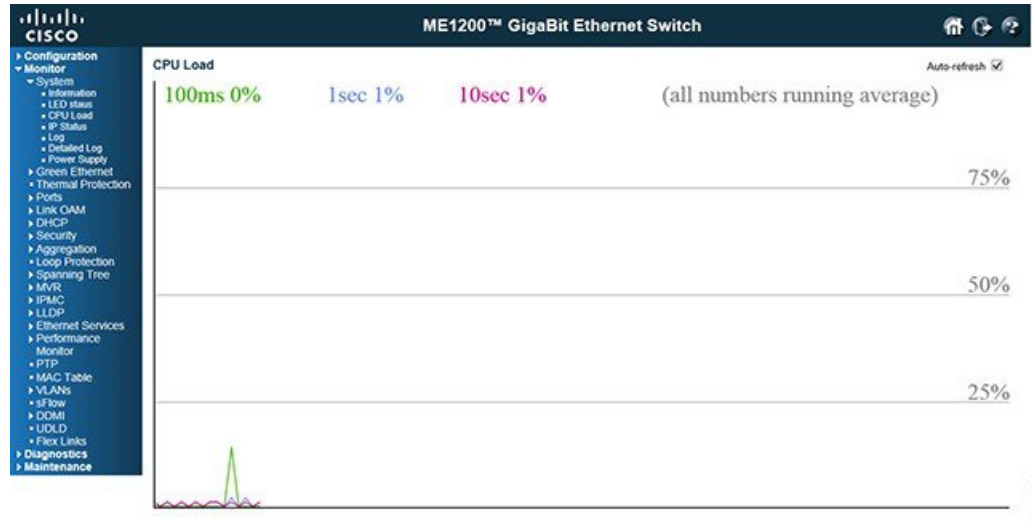 CISCO
ME1200™ GigaBit Ethernet Switch
Configuration
Monitor
System
Information
LED staus
CPU Load
IP Status
Log
Detailed Log
Power Supply
Green Ethernet
Thermal Protection
Ports
Link OAM
DHCP
Security
Aggregation
Loop Protection
Spanning Tree
MVR
IPMC
LLDP
Ethernet Services
Performance
Monitor
PTP
MAC Table
VLANs
sFlow
DDMI
UDLD
Flex Links
Diagnostics
Maintenance
CPU Load
Auto-refresh
100ms 0% 1sec 1% 10sec 1% (all numbers running average)
75%
50%
25%